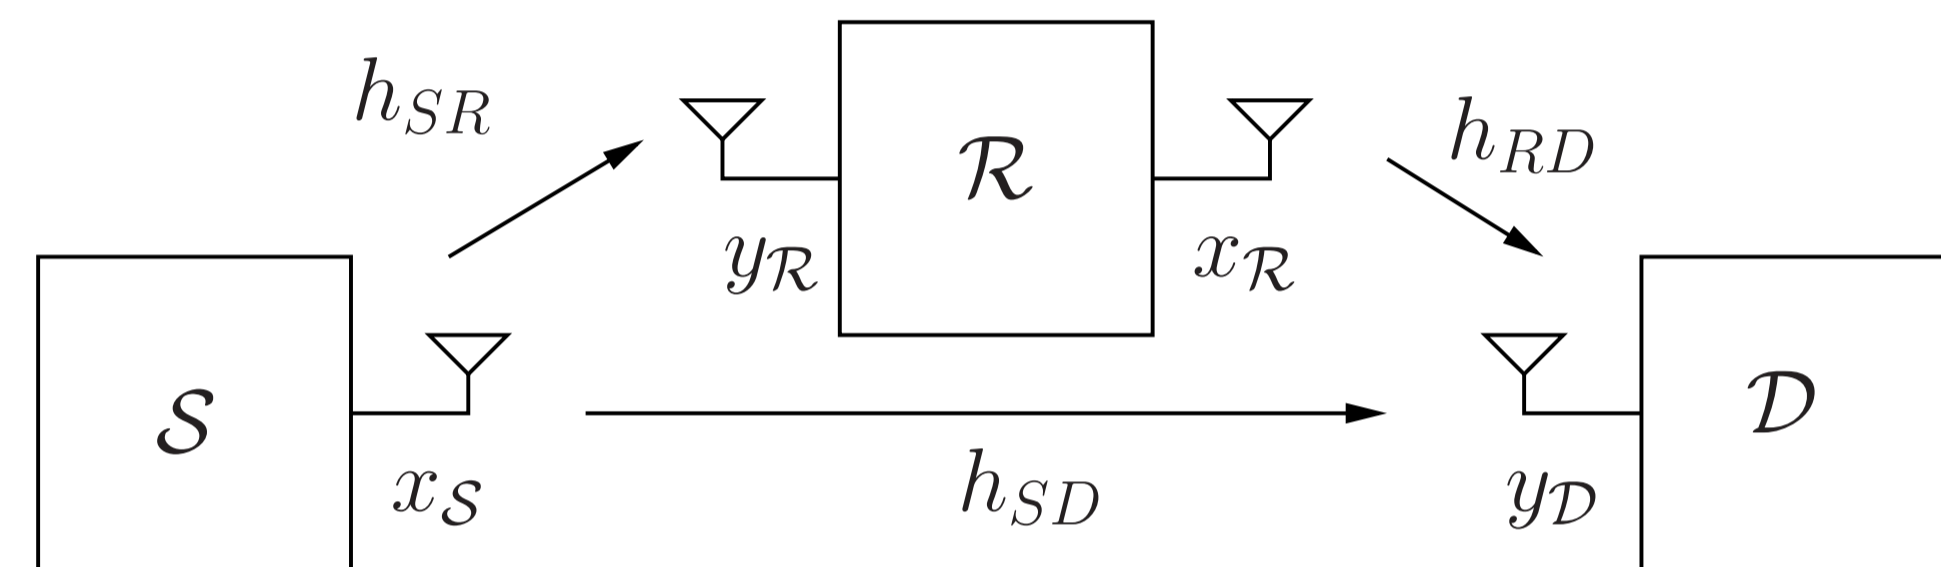 h_{SR}
h_{RD}
\mathcal{R}
y_{\mathcal{R}}
x_{\mathcal{R}}
\mathcal{S}
\mathcal{D}
x_{\mathcal{S}}
h_{SD}
y_{\mathcal{D}}